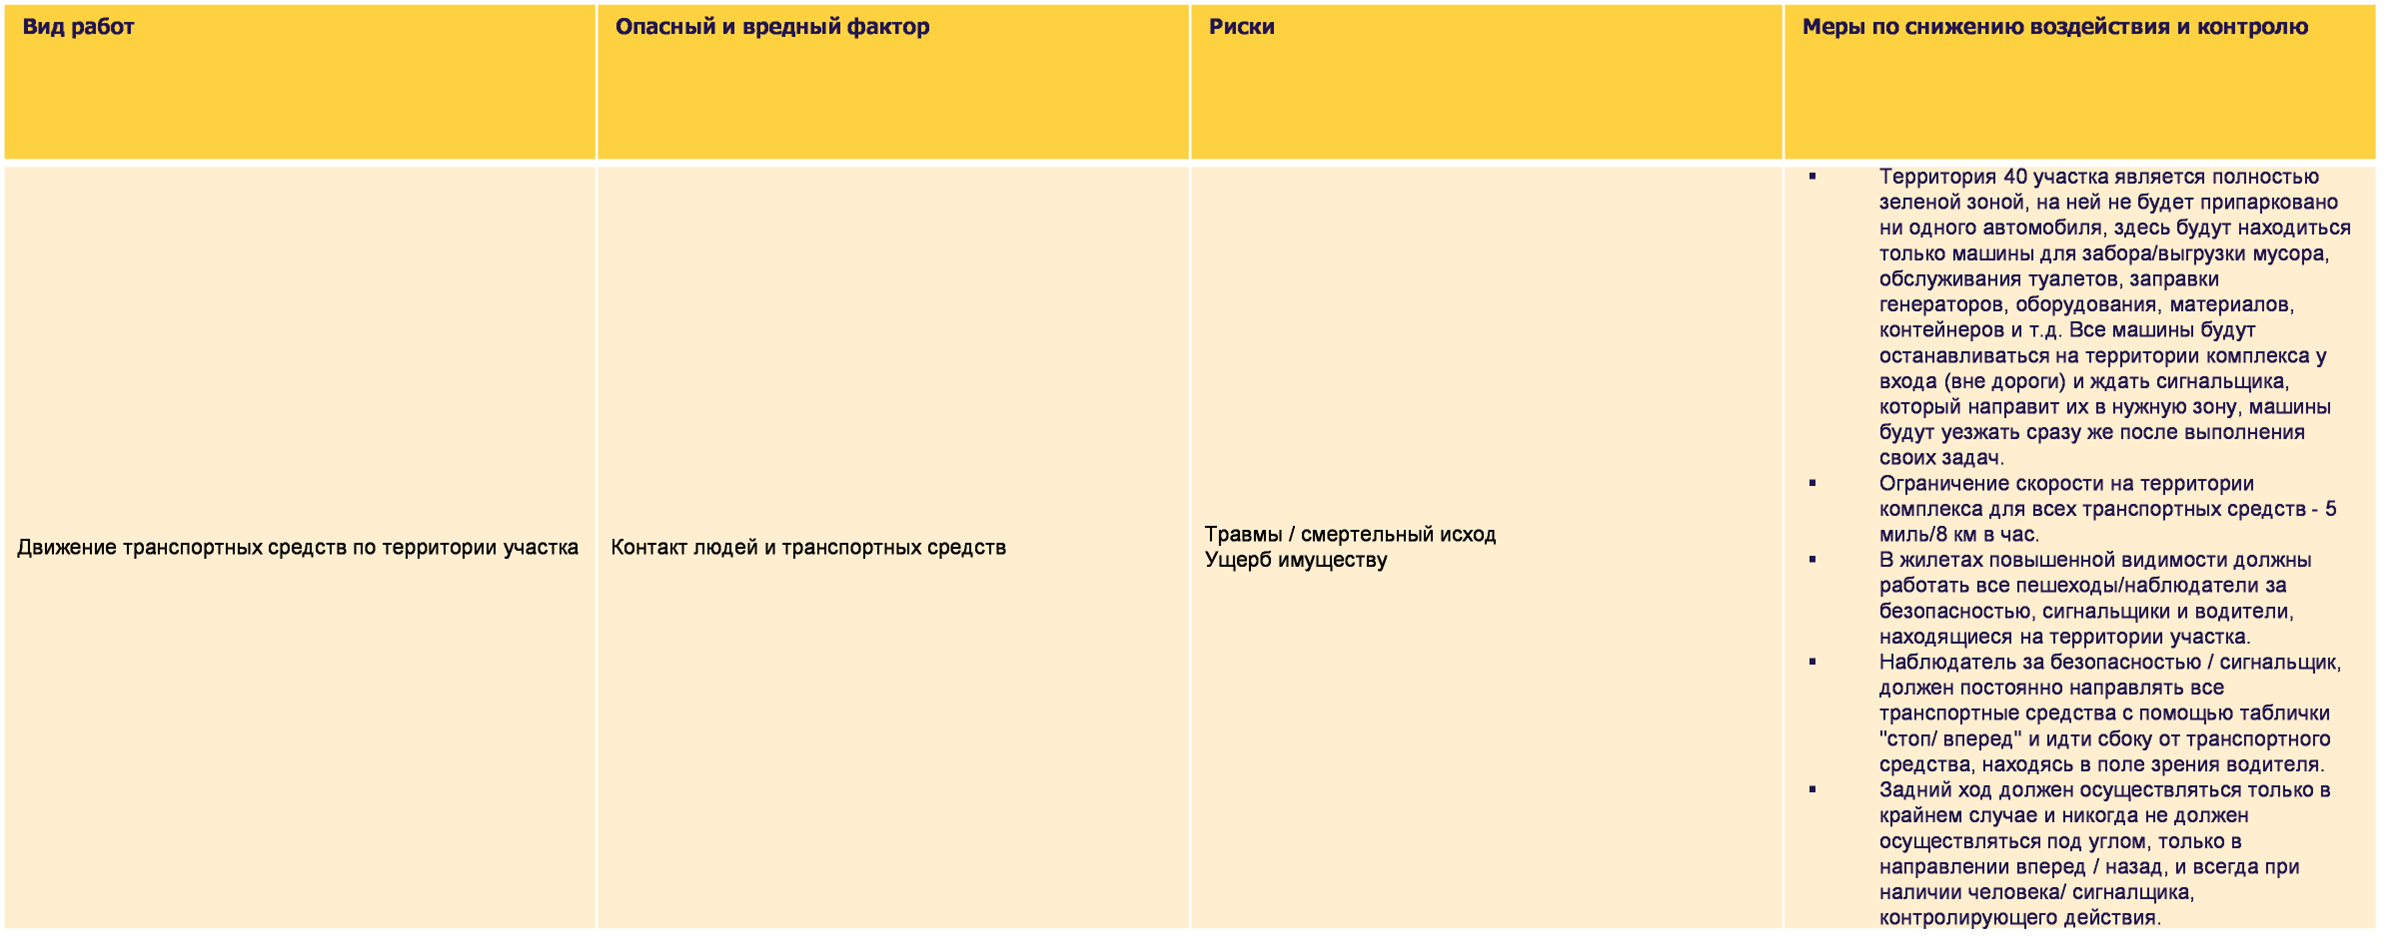 Вид работ
Опасный и вредный фактор
Риски
Меры по снижению воздействия и контролю
Движение транспортных средств по территории участка
Контакт людей и транспортных средств
Травмы / смертельный исход
Ущерб имуществу
▪ Территория 40 участка является полностью
зеленой зоной, на ней не будет припарковано
ни одного автомобиля, здесь будут находиться
только машины для забора/выгрузки мусора,
обслуживания туалетов, заправки
генераторов, оборудования, материалов,
контейнеров и т.д. Все машины будут
останавливаться на территории комплекса у
входа (вне дороги) и ждать сигнальщика,
который направит их в нужную зону, машины
будут уезжать сразу же после выполнения
своих задач.
▪ Ограничение скорости на территории
комплекса для всех транспортных средств - 5
миль/8 км в час.
▪ В жилетах повышенной видимости должны
работать все пешеходы/наблюдатели за
безопасностью, сигнальщики и водители,
находящиеся на территории участка.
▪ Наблюдатель за безопасностью / сигнальщик,
должен постоянно направлять все
транспортные средства с помощью таблички
"стоп/ вперед" и идти сбоку от транспортного
средства, находясь в поле зрения водителя.
▪ Задний ход должен осуществляться только в
крайнем случае и никогда не должен
осуществляться под углом, только в
направлении вперед / назад, и всегда при
наличии человека/ сигналщика,
контролирующего действия.